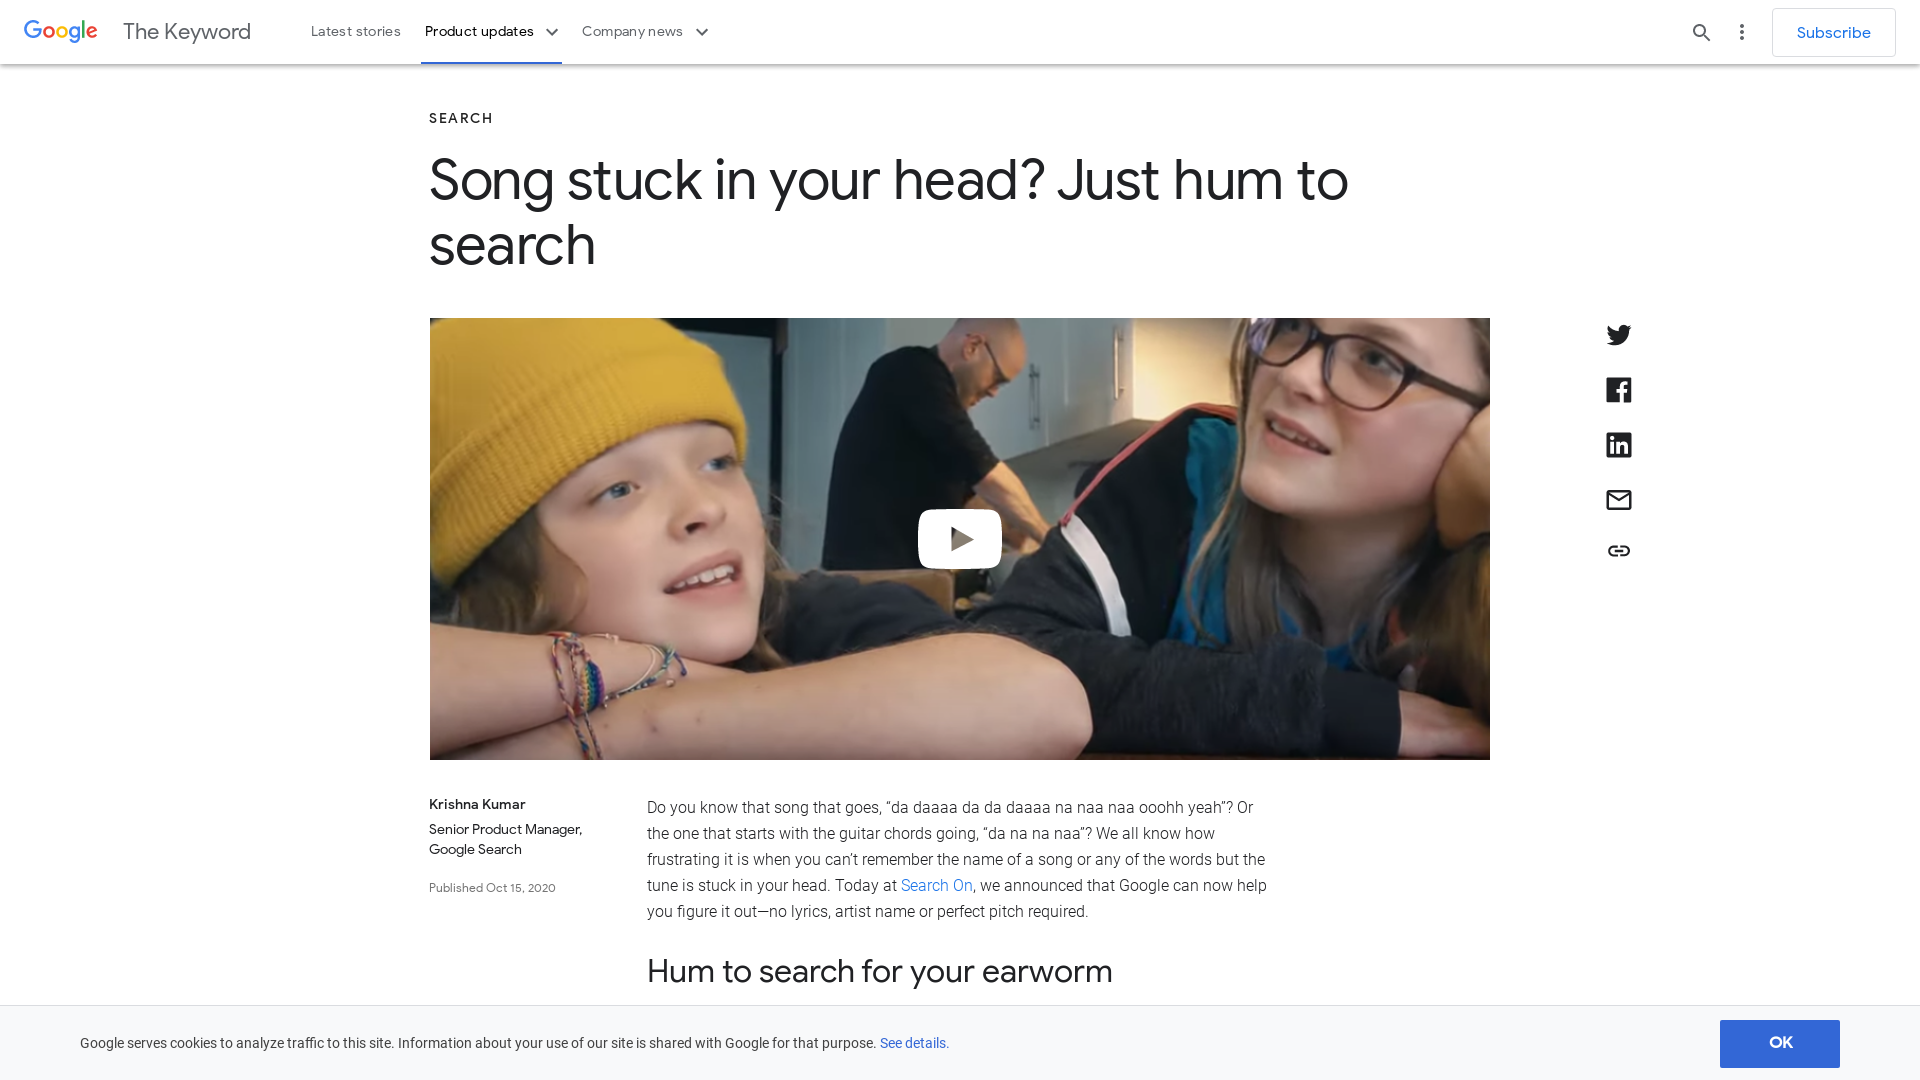 Google The Keyword Latest stories Product updates Company news Subscribe
SEARCH
Song stuck in your head? Just hum to
search
Krishna Kumar
Senior Product Manager,
Google Search
Published Oct 15, 2020
Do you know that song that goes, “da daaaa da da daaaa na naa naa ooohh yeah”? Or
the one that starts with the guitar chords going, “da na na naa”? We all know how
frustrating it is when you can’t remember the name of a song or any of the words but the
tune is stuck in your head. Today at Search On, we announced that Google can now help
you figure it out—no lyrics, artist name or perfect pitch required.
Hum to search for your earworm
Google serves cookies to analyze traffic to this site. Information about your use of our site is shared with Google for that purpose. See details.
OK